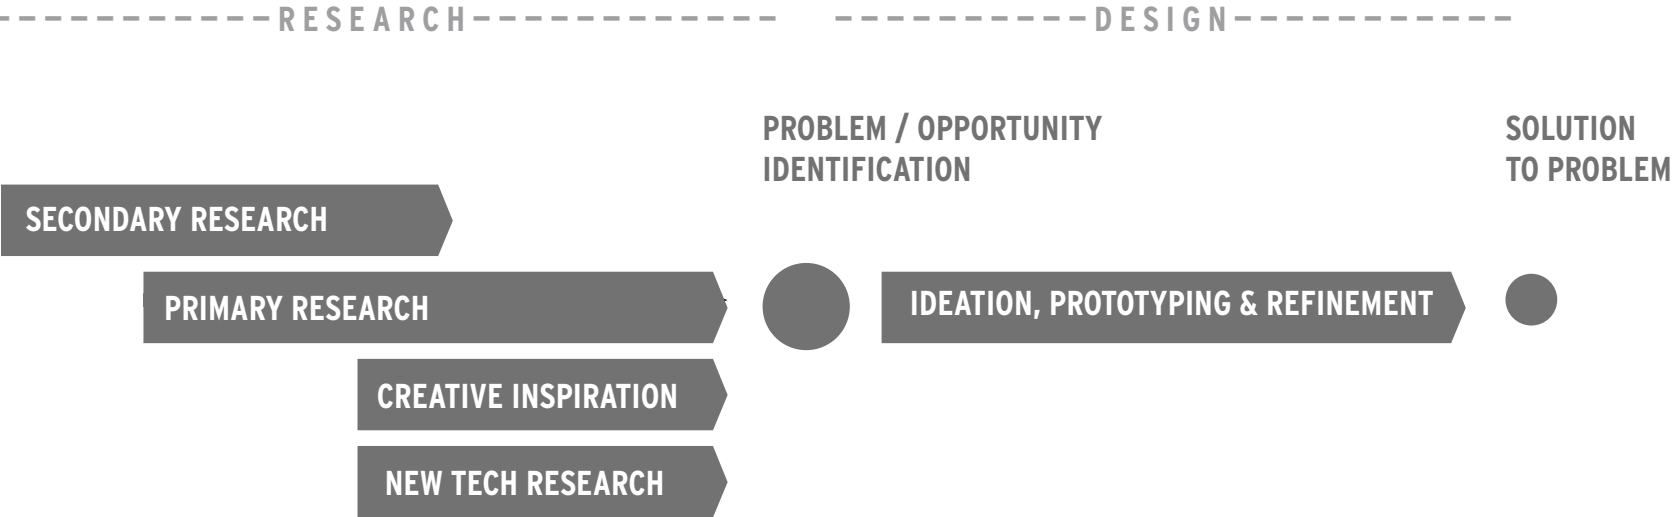 RESEARCH
DESIGN
PROBLEM / OPPORTUNITY
IDENTIFICATION
SOLUTION
TO PROBLEM
SECONDARY RESEARCH
PRIMARY RESEARCH
IDEATION, PROTOTYPING & REFINEMENT
CREATIVE INSPIRATION
NEW TECH RESEARCH